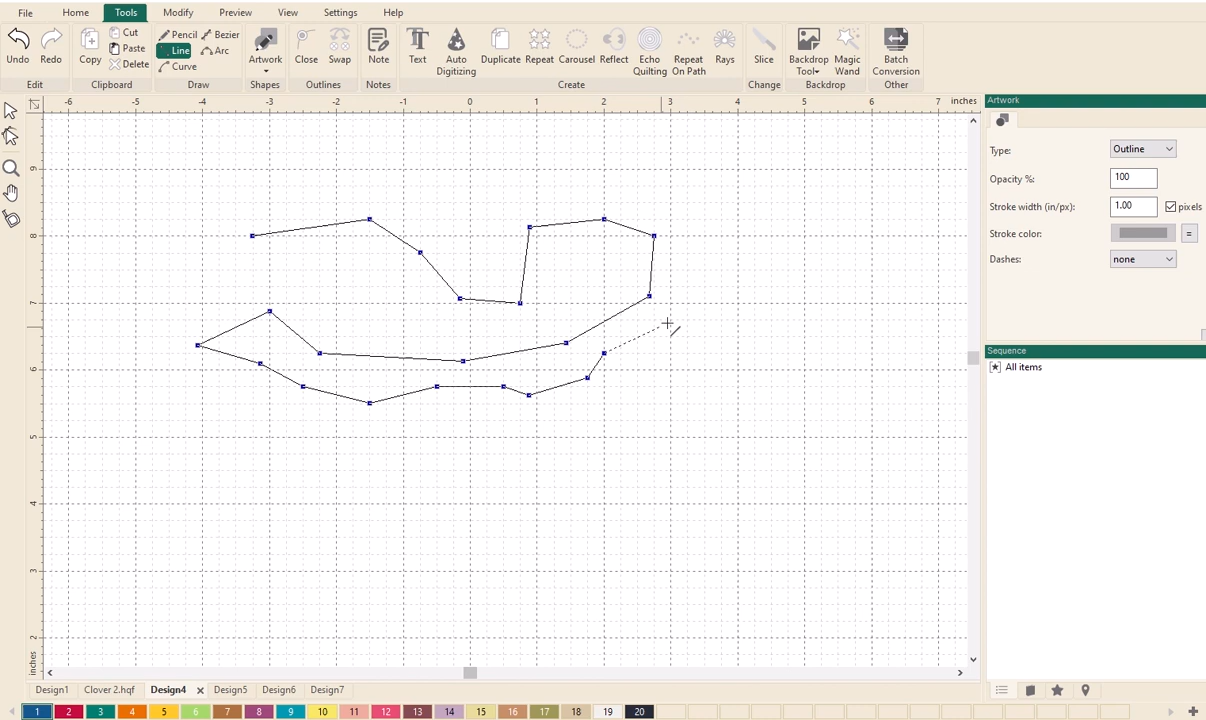 File Home Tools Modify Preview View Settings Help
Undo Redo
Edit
Copy Cut Paste Delete
Clipboard
Pencil Bezier
Line Arc
Curve
Draw
Artwork
Shapes
Close Swap
Outlines
Note
Notes
Text Auto Digitizing Duplicate Repeat Carousel Reflect Echo Quilting Repeat On Path Rays
Create
Slice
Change
Backdrop Tool Magic Wand
Backdrop
Batch Conversion
Other
-6 -5 -4 -3 -2 -1 0 1 2 3 4 5 6 7 inches
9
8
7
6
5
4
3
2
inches
Artwork
Type: Outline
Opacity %: 100
Stroke width (in/px): 1.00 pixels
Stroke color: =
Dashes: none
Sequence
All items
Design1 Clover 2.hqf Design4 Design5 Design6 Design7
1 2 3 4 5 6 7 8 9 10 11 12 13 14 15 16 17 18 19 20